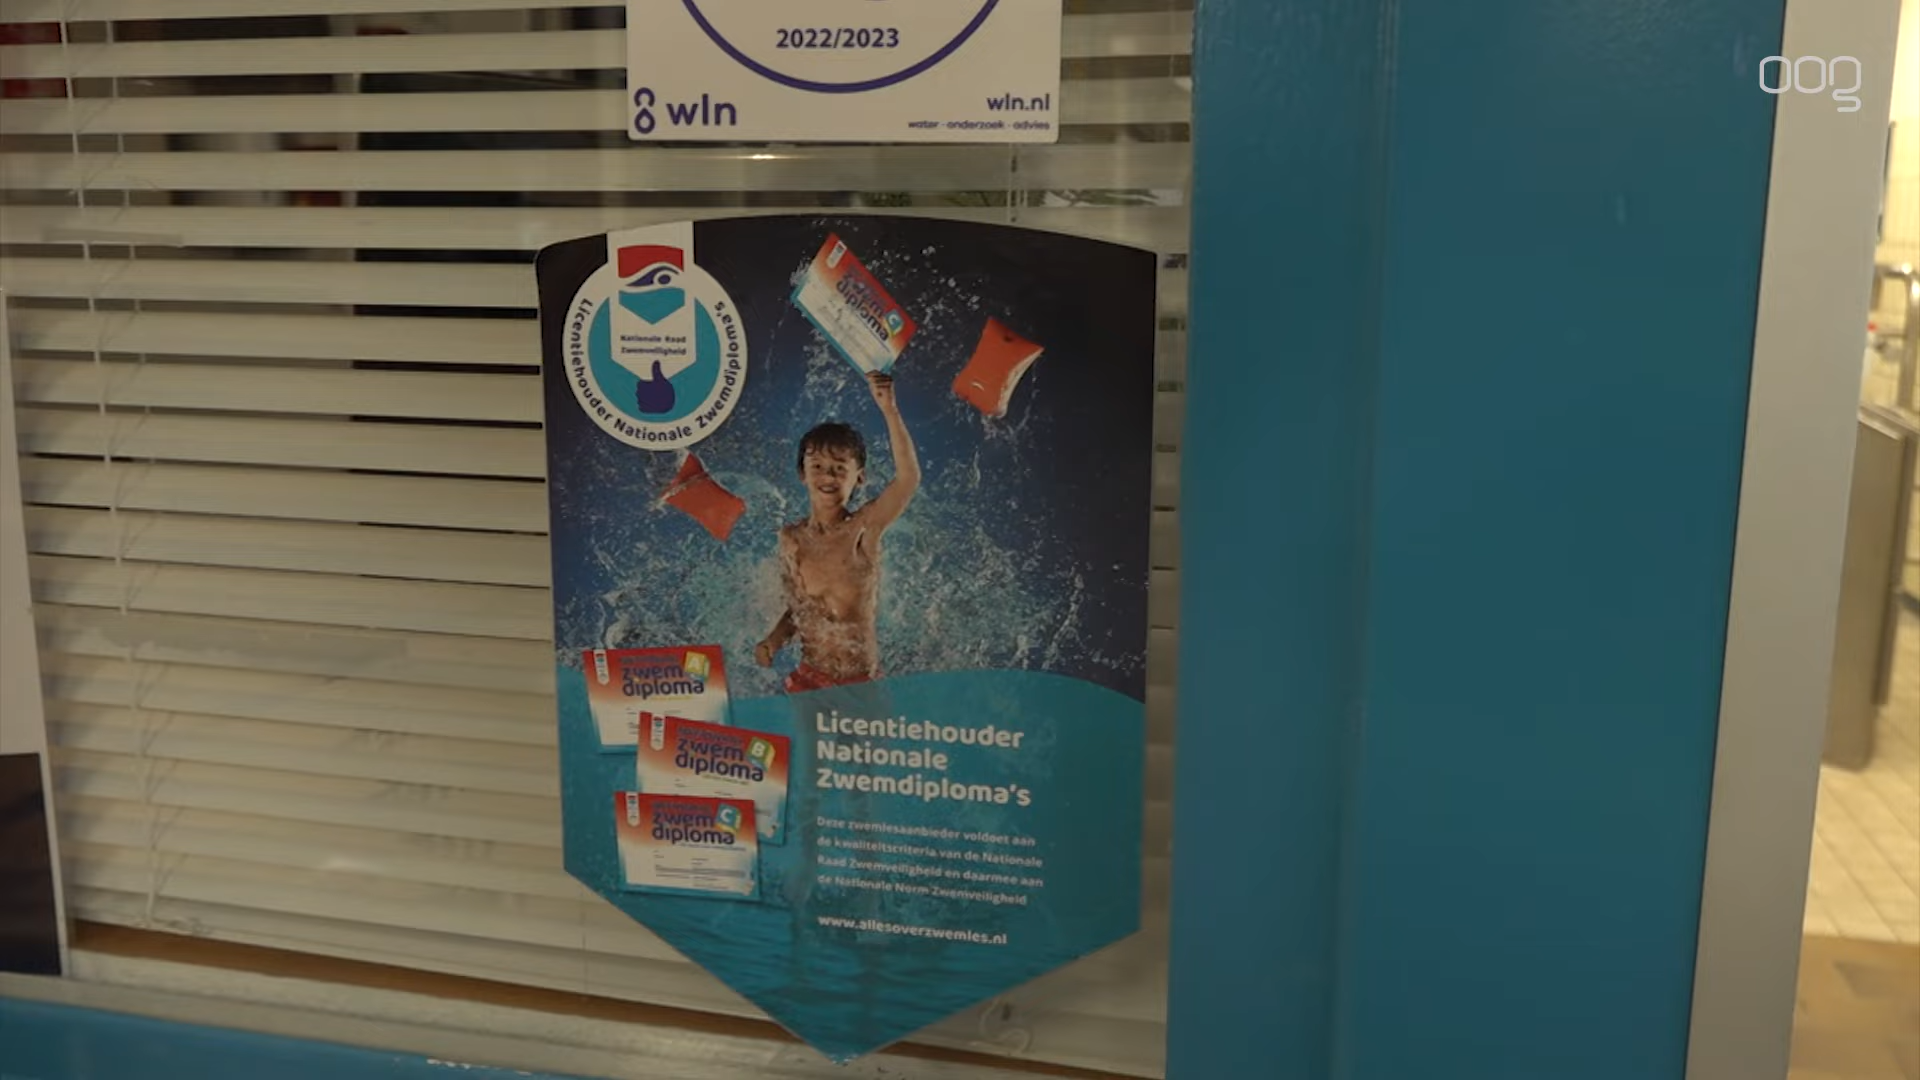 2022/2023
wln
wln.nl
water - onderzoek - advies
oog
Licentiehouder Nationale Zwemdiploma's
Nationale Raad
Zwemveiligheid
zwem
diploma
C
zwem
diploma
A
zwem
diploma
B
zwem
diploma
C
Licentiehouder
Nationale
Zwemdiploma's
Deze zwemlesaanbieder voldoet aan
de kwaliteitscriteria van de Nationale
Raad Zwemveiligheid en daarmee aan
de Nationale Norm Zwemveiligheid
www.allesoverzwemles.nl